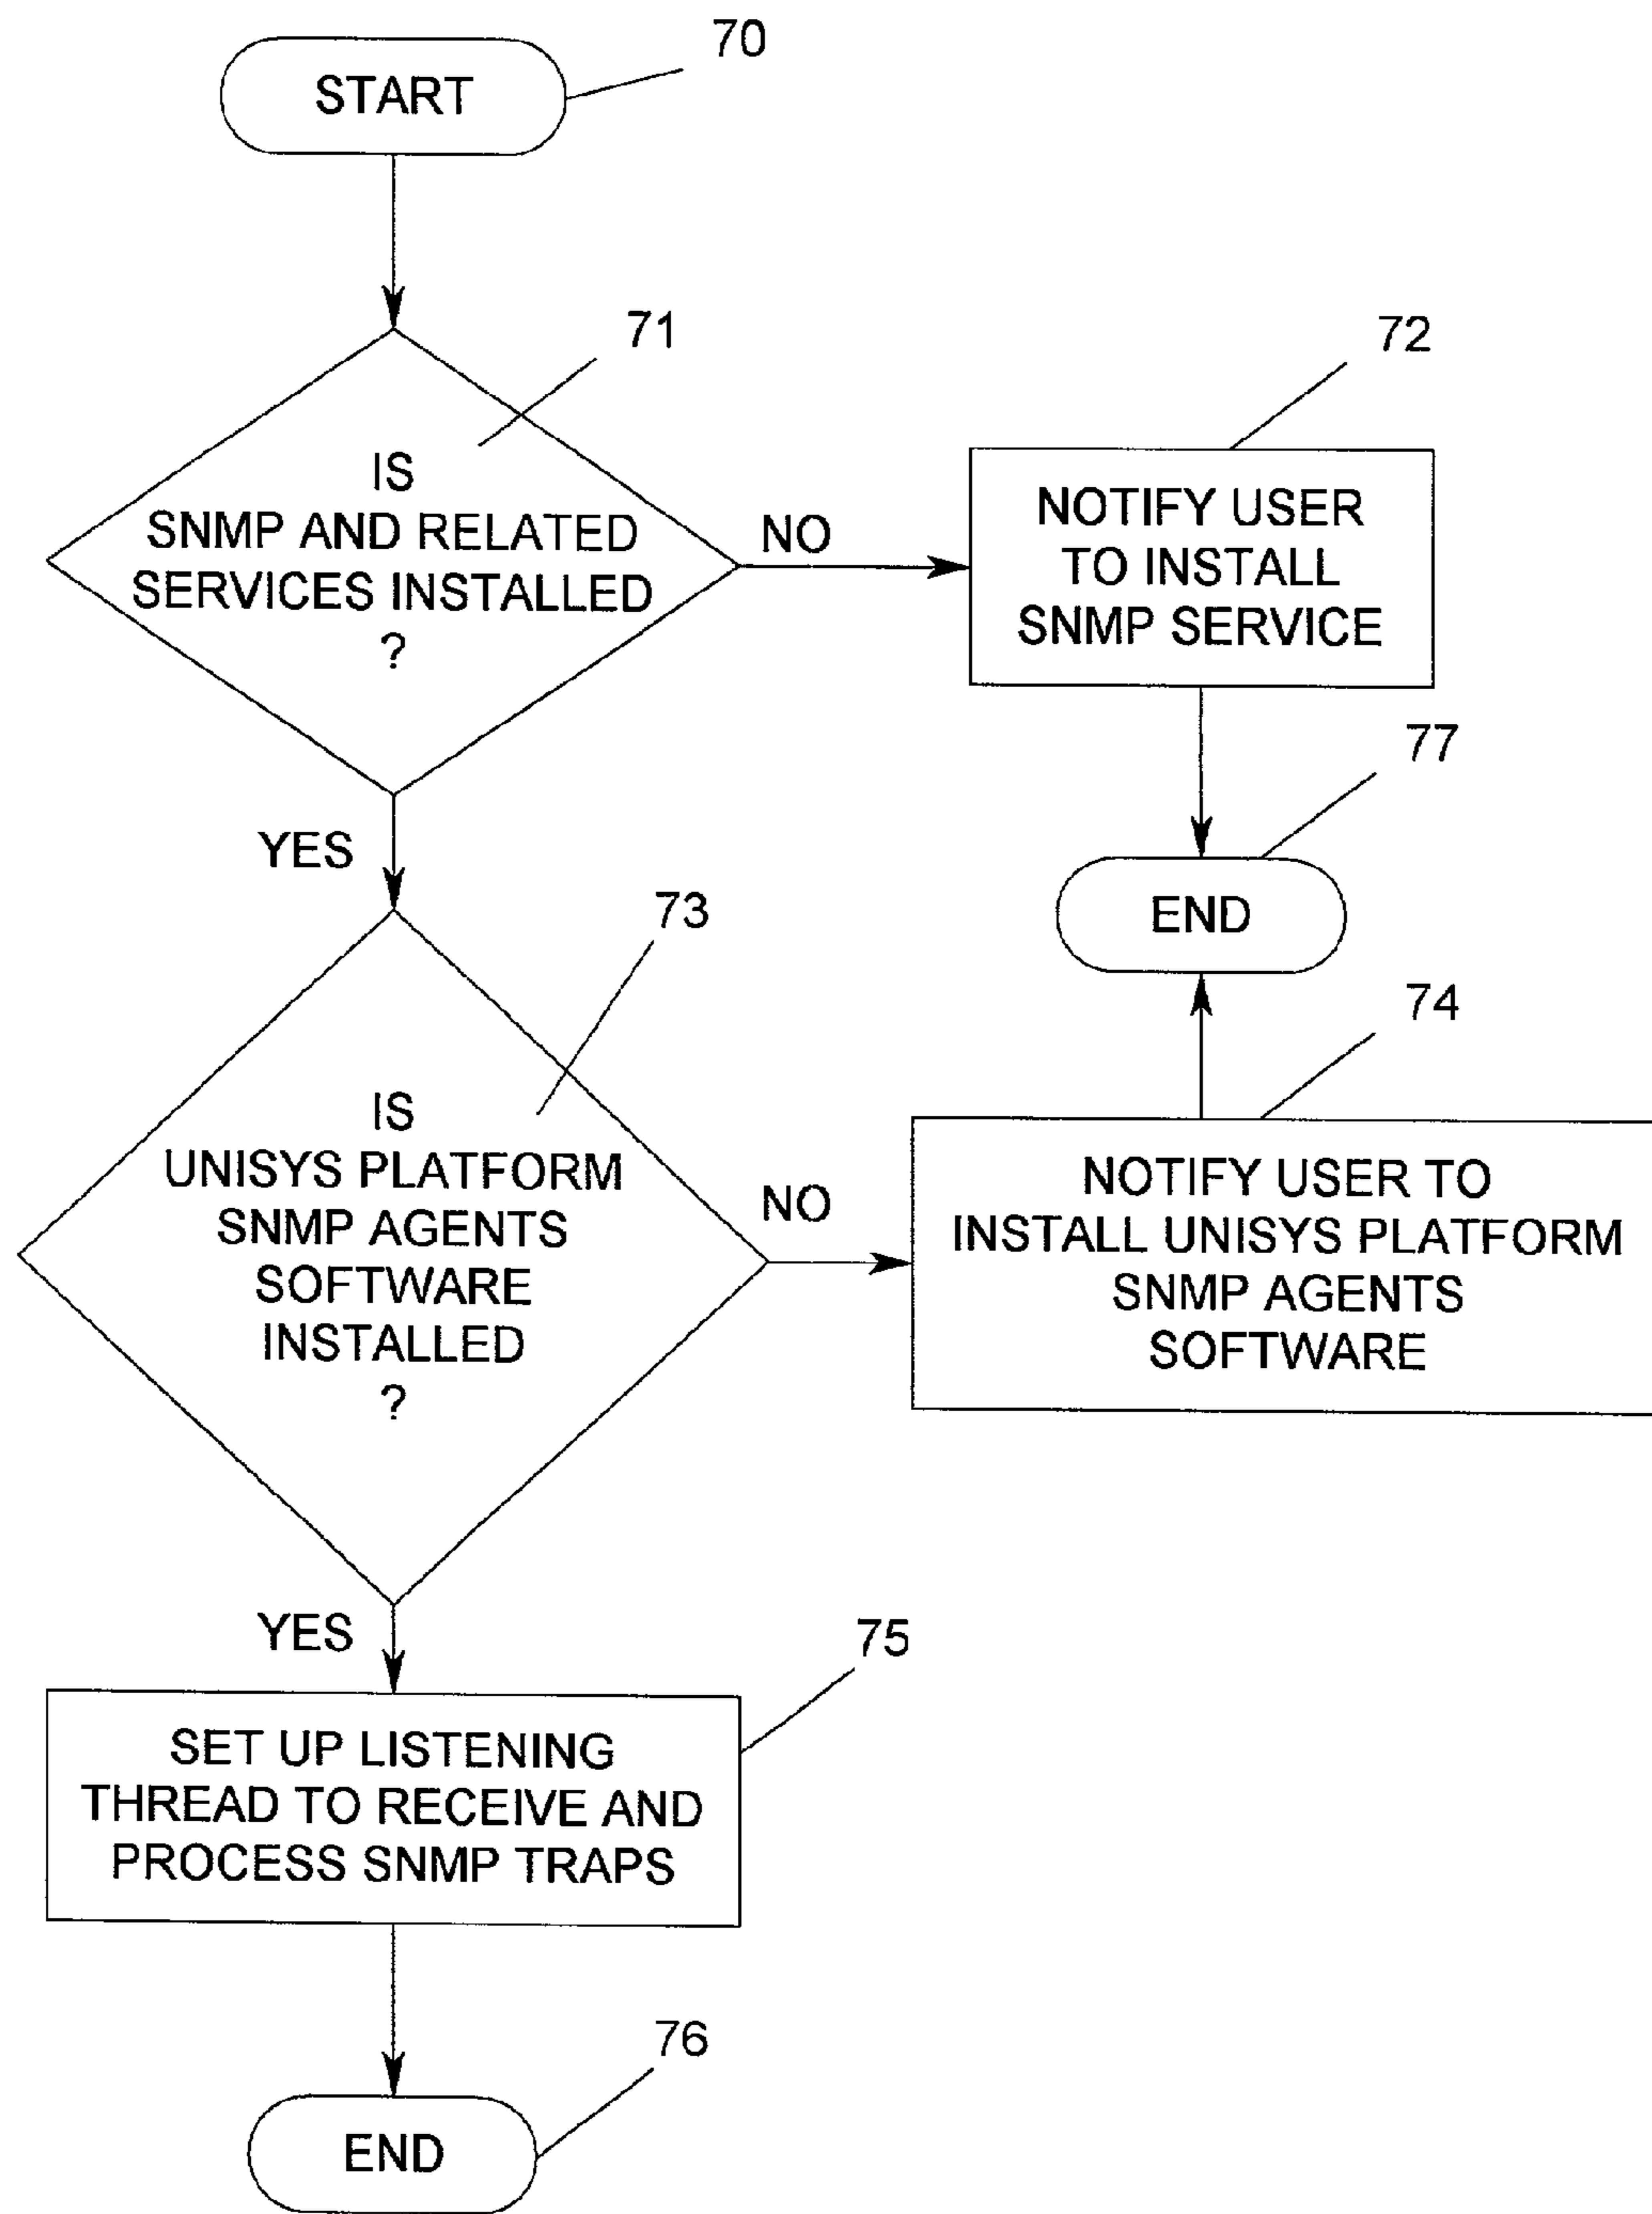 70
START
71
IS
SNMP AND RELATED
SERVICES INSTALLED
?
NO
72
NOTIFY USER
TO INSTALL
SNMP SERVICE
77
END
YES
73
IS
UNISYS PLATFORM
SNMP AGENTS
SOFTWARE
INSTALLED
?
NO
74
NOTIFY USER TO
INSTALL UNISYS PLATFORM
SNMP AGENTS
SOFTWARE
YES
75
SET UP LISTENING
THREAD TO RECEIVE AND
PROCESS SNMP TRAPS
76
END